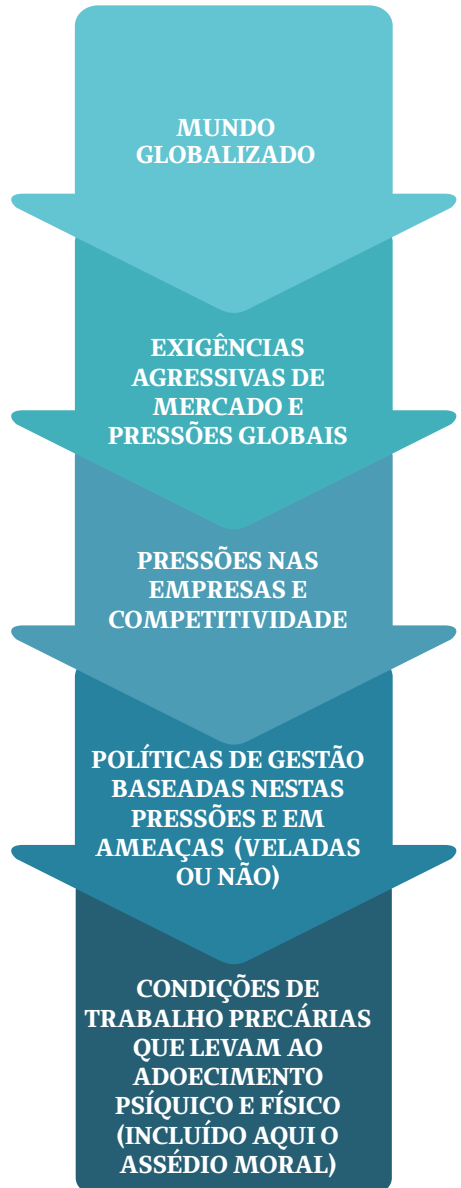 MUNDO
GLOBALIZADO
EXIGÊNCIAS
AGRESSIVAS DE
MERCADO E
PRESSÕES GLOBAIS
PRESSÕES NAS
EMPRESAS E
COMPETITIVIDADE
POLÍTICAS DE GESTÃO
BASEADAS NESTAS
PRESSÕES E EM
AMEAÇAS (VELADAS
OU NÃO)
CONDIÇÕES DE
TRABALHO PRECÁRIAS
QUE LEVAM AO
ADOECIMENTO
PSÍQUICO E FÍSICO
(INCLUÍDO AQUI O
ASSÉDIO MORAL)